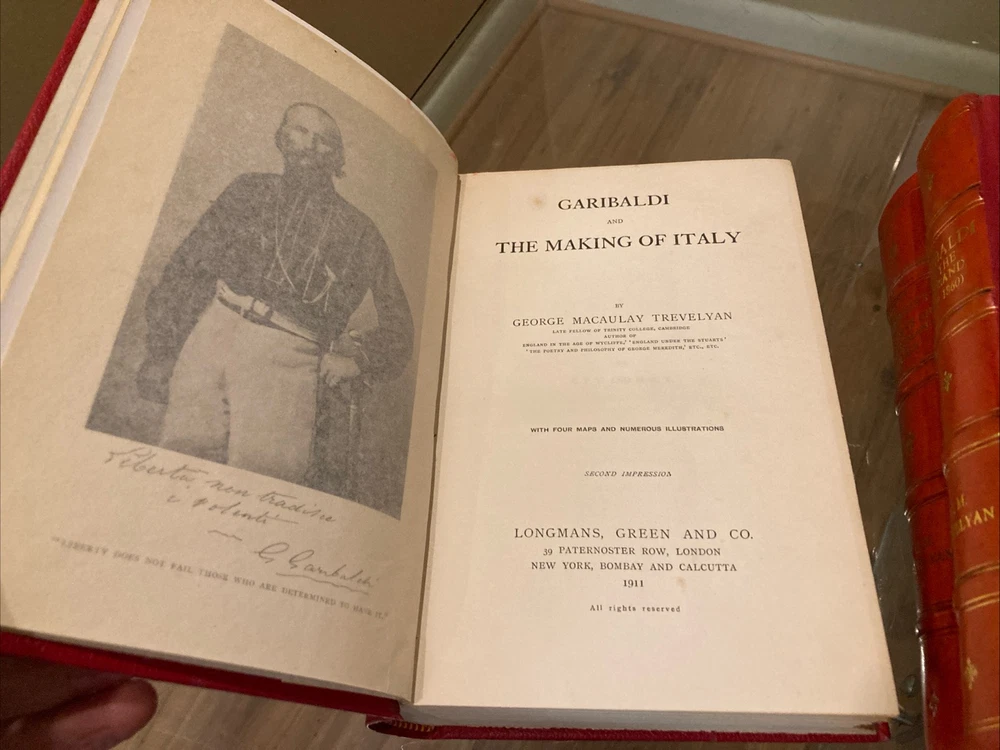 Libertà non tradisce
i volenti
G Garibaldi
"LIBERTY DOES NOT FAIL THOSE WHO ARE DETERMINED TO HAVE IT."
GARIBALDI
AND
THE MAKING OF ITALY
BY
GEORGE MACAULAY TREVELYAN
LATE FELLOW OF TRINITY COLLEGE, CAMBRIDGE
AUTHOR OF
ENGLAND IN THE AGE OF WYCLIFFE,' 'ENGLAND UNDER THE STUARTS'
'THE POETRY AND PHILOSOPHY OF GEORGE MEREDITH,' ETC., ETC.
WITH FOUR MAPS AND NUMEROUS ILLUSTRATIONS
SECOND IMPRESSION
LONGMANS, GREEN AND CO.
39 PATERNOSTER ROW, LONDON
NEW YORK, BOMBAY AND CALCUTTA
1911
All rights reserved
BALDI
THE
AND
1860)
M.
ELYAN